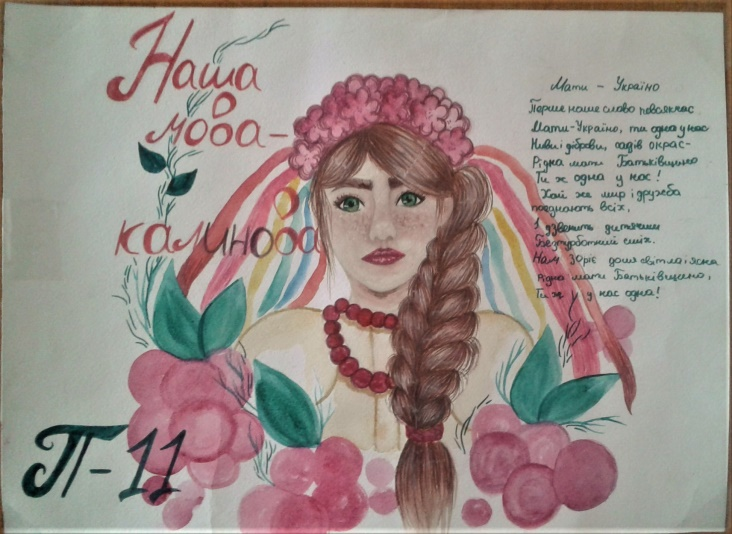 Наша
мова-
калинова
Мати - Україно
Перше наше слово повсякчас
Мати-Україно, ти одна у нас
Ниви і діброви, садів окрас-
Рідна мати Батьківщино
Ти ж одна у нас!
Хай же мир і дружба
поєднають всіх,
І дзвенить дитячий
Безтурботний сміх.
Нам зоріє доля світла і ясна
Рідна мати Батьківщино,
Ти ж у нас одна!
П-11